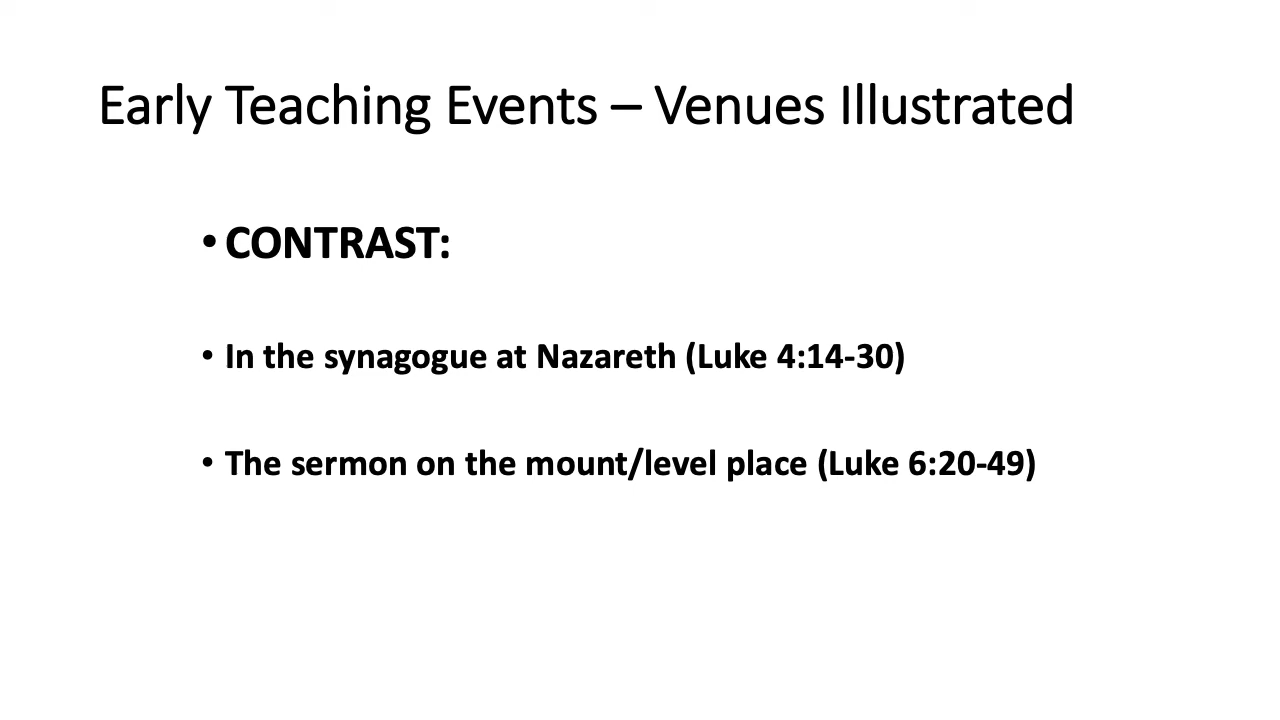 Early Teaching Events – Venues Illustrated
• CONTRAST:
• In the synagogue at Nazareth (Luke 4:14-30)
• The sermon on the mount/level place (Luke 6:20-49)